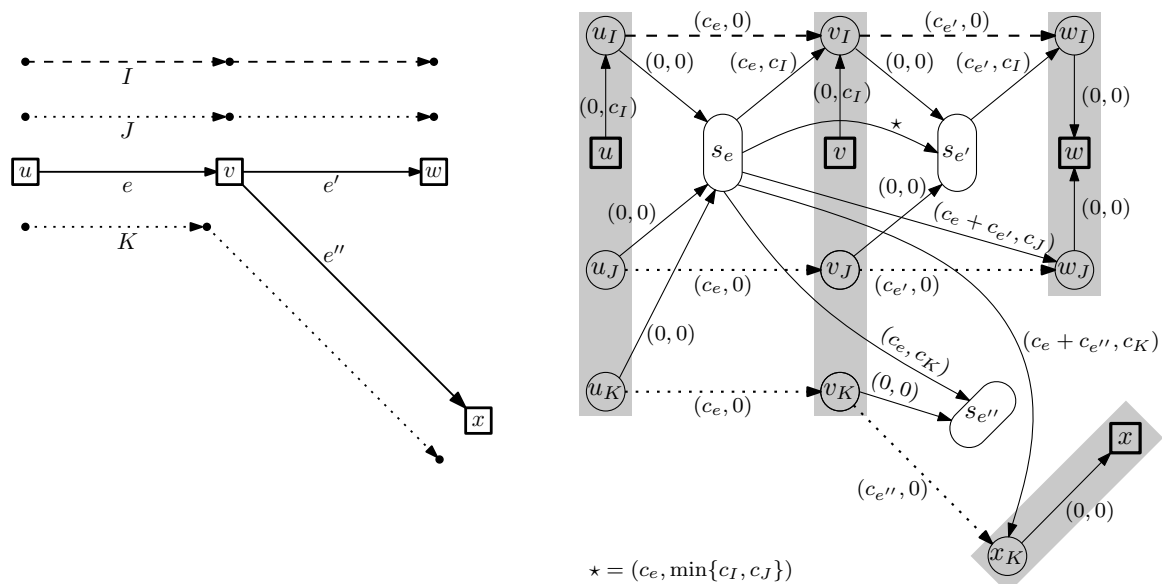 I
J
u
v
w
e
e′
K
e′′
x
(c_e, 0)
(c_{e′}, 0)
u_I
v_I
w_I
(0, 0)
(c_e, c_I)
(0, 0)
(c_{e′}, c_I)
(0, c_I)
(0, c_I)
(0, 0)
⋆
u
s_e
v
s_{e′}
w
(0, 0)
(0, 0)
(0, 0)
(c_e + c_{e′}, c_J)
u_J
v_J
w_J
(c_e, 0)
(c_{e′}, 0)
(0, 0)
(c_e, c_K)
(c_e + c_{e′′}, c_K)
u_K
v_K
(0, 0)
s_{e′′}
(c_e, 0)
x
(c_{e′′}, 0)
(0, 0)
x_K
⋆ = (c_e, min{c_I, c_J})